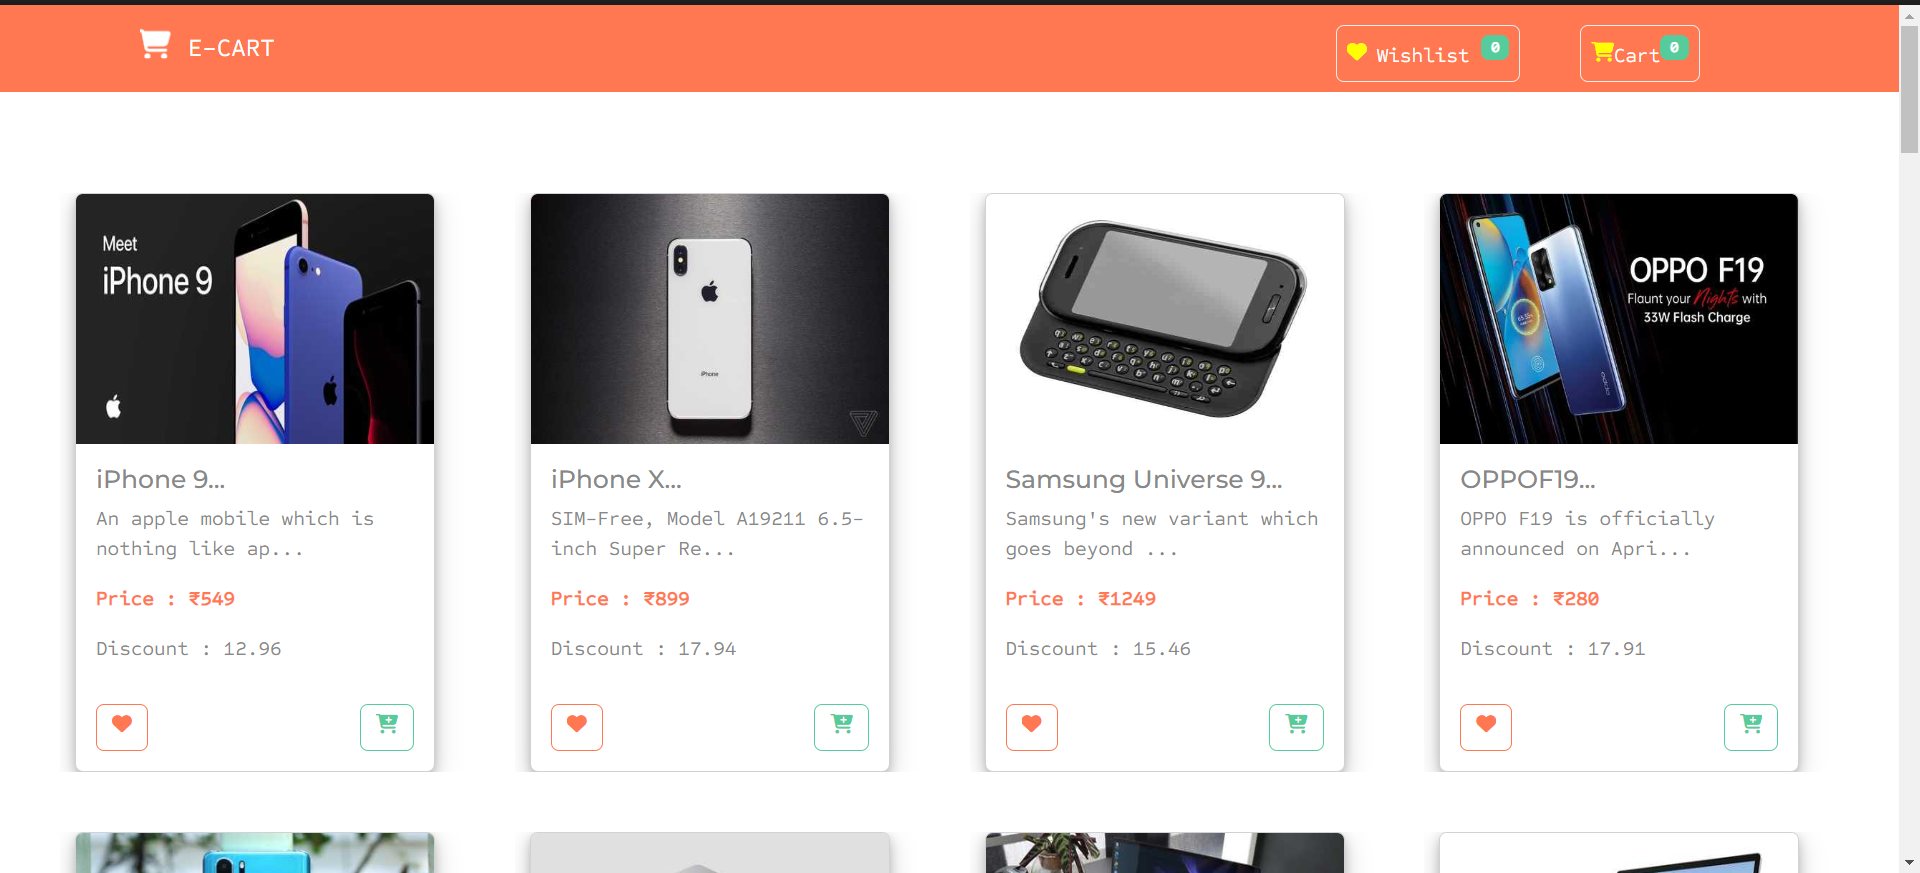 E-CART
Wishlist 0
Cart 0
Meet
iPhone 9
iPhone
OPPO F19
Flaunt your Nights with
33W Flash Charge
oppo
iPhone 9...
An apple mobile which is
nothing like ap...
Price : ₹549
Discount : 12.96
iPhone X...
SIM-Free, Model A19211 6.5-
inch Super Re...
Price : ₹899
Discount : 17.94
Samsung Universe 9...
Samsung's new variant which
goes beyond ...
Price : ₹1249
Discount : 15.46
OPPOF19...
OPPO F19 is officially
announced on Apri...
Price : ₹280
Discount : 17.91